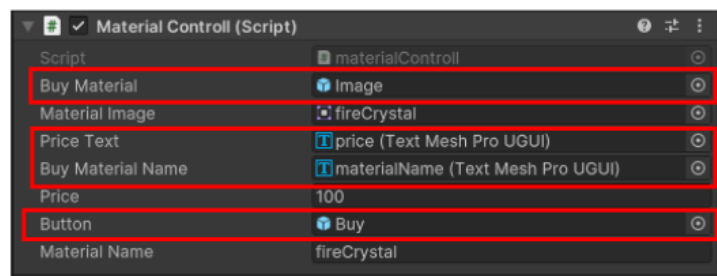 Material Controll (Script)
Script materialControll
Buy Material Image
Material Image fireCrystal
Price Text price (Text Mesh Pro UGUI)
Buy Material Name materialName (Text Mesh Pro UGUI)
Price 100
Button Buy
Material Name fireCrystal